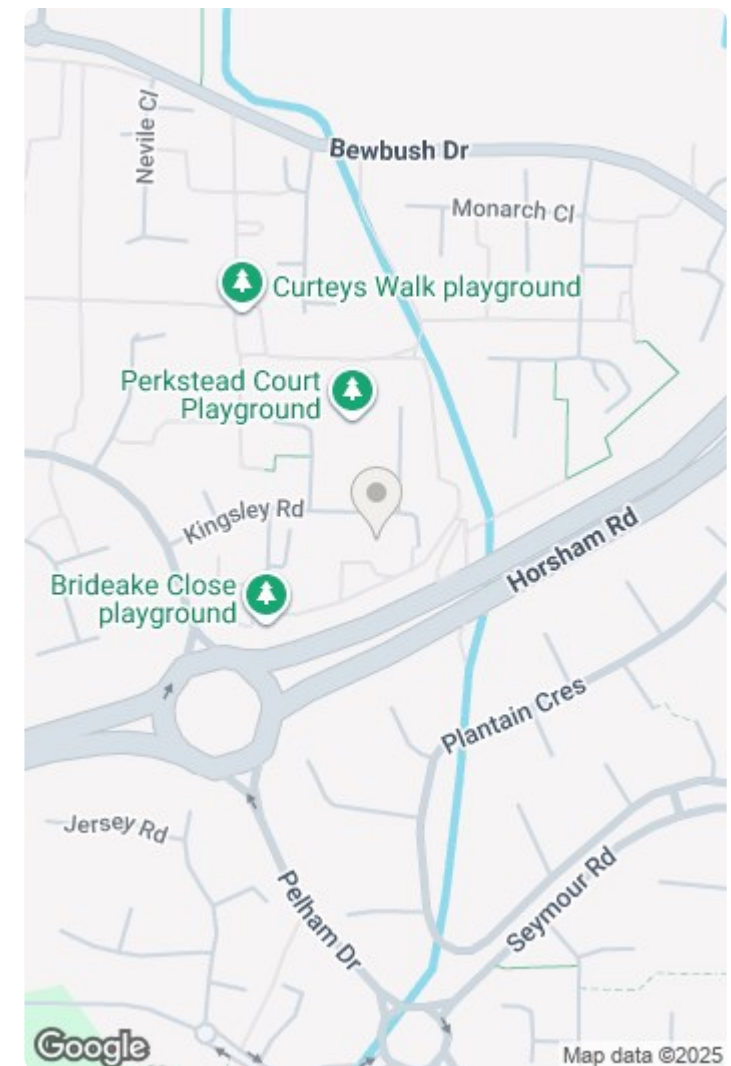 Nevile Cl
Bewbush Dr
Monarch Cl
Curteys Walk playground
Perkstead Court
Playground
Kingsley Rd
Horsham Rd
Brideake Close
playground
Plantain Cres
Jersey Rd
Pelham Dr
Seymour Rd
Google
Map data ©2025